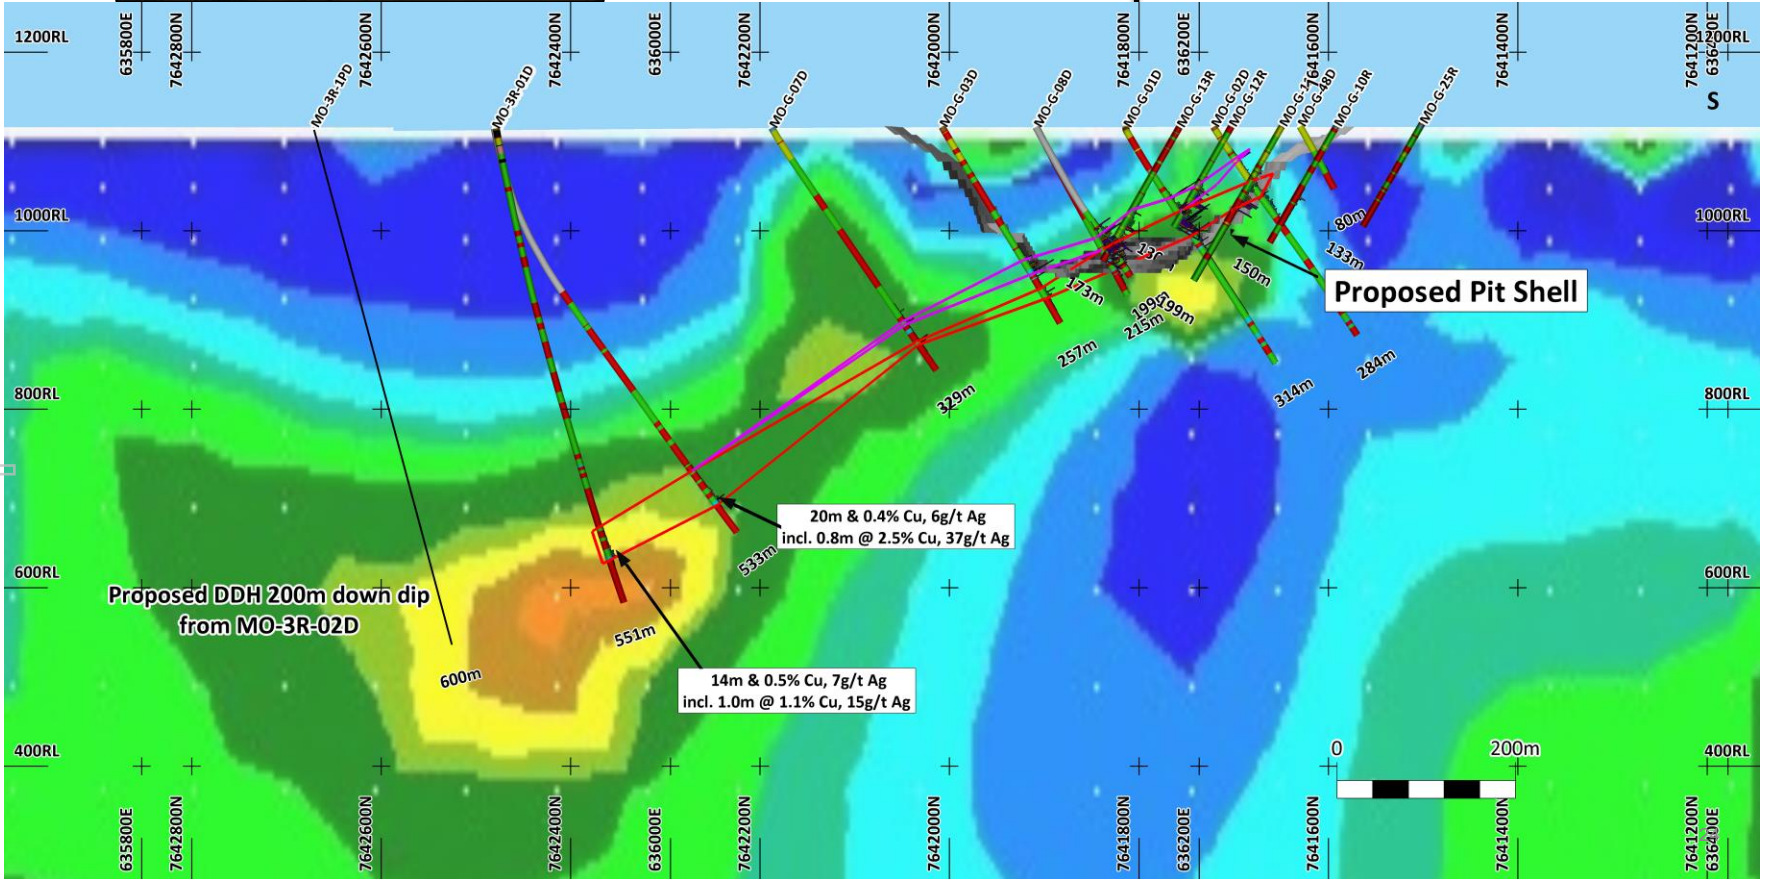 1200RL
635800E
7642800N
7642600N
7642400N
636000E
7642200N
7642000N
7641800N
636200E
7641600N
7641400N
7641200N
1200RL
MO-3R-1PD
MO-3R-01D
MO-G-07D
MO-G-03D
MO-G-08D
MO-G-01D
MO-G-13R
MO-G-02D
MO-G-12R
MO-G-48D
MO-G-10R
MO-G-25R
S
1000RL
80m
1000RL
133m
150m
173m
Proposed Pit Shell
199m
199m
215m
257m
284m
314m
329m
800RL
800RL
20m & 0.4% Cu, 6g/t Ag
incl. 0.8m @ 2.5% Cu, 37g/t Ag
533m
600RL
600RL
Proposed DDH 200m down dip
from MO-3R-02D
551m
600m
14m & 0.5% Cu, 7g/t Ag
incl. 1.0m @ 1.1% Cu, 15g/t Ag
400RL
0
200m
400RL
635800E
7642800N
7642600N
7642400N
636000E
7642200N
7642000N
7641800N
636200E
7641600N
7641400N
7641200N